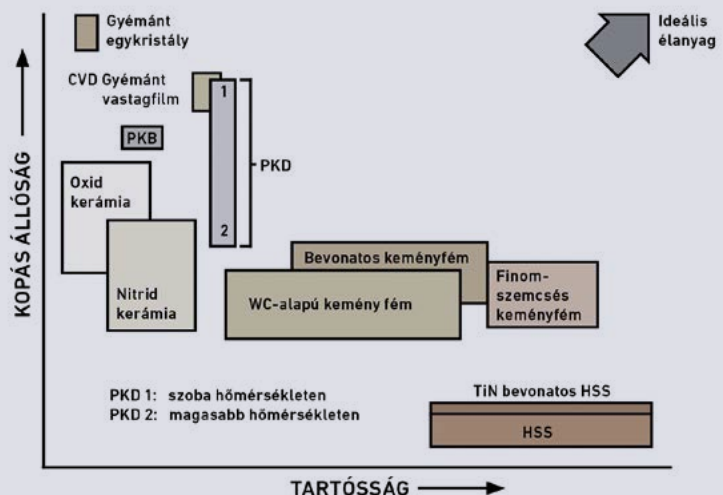 Gyémánt
egykristály
Ideális
élanyag
CVD Gyémánt
vastagfilm
1
PKB
PKD
Oxid
kerámia
2
Nitrid
kerámia
Bevonatos keményfém
WC-alapú kemény fém
Finom-
szemcsés
keményfém
KOPÁS ÁLLÓSÁG
PKD 1: szoba hőmérsékleten
PKD 2: magasabb hőmérsékleten
TiN bevonatos HSS
HSS
TARTÓSSÁG